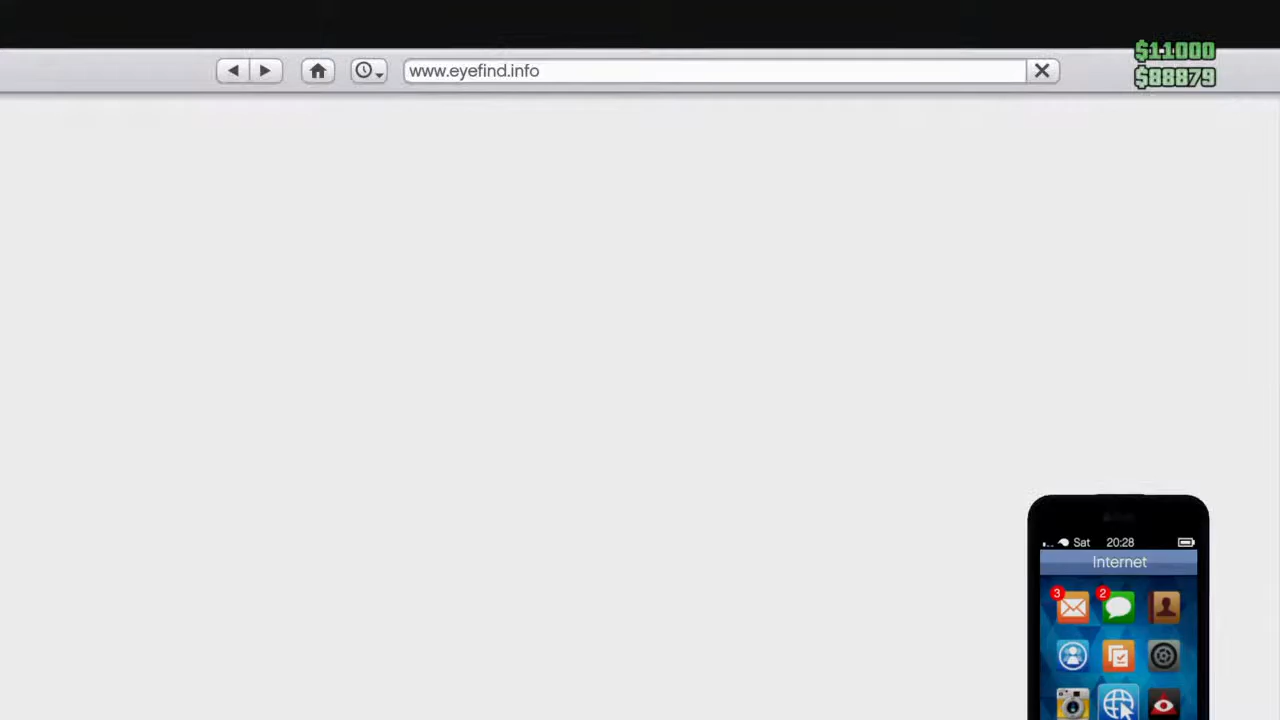 www.eyefind.info
$11000
$88879
Sat 20:28
Internet
3
2